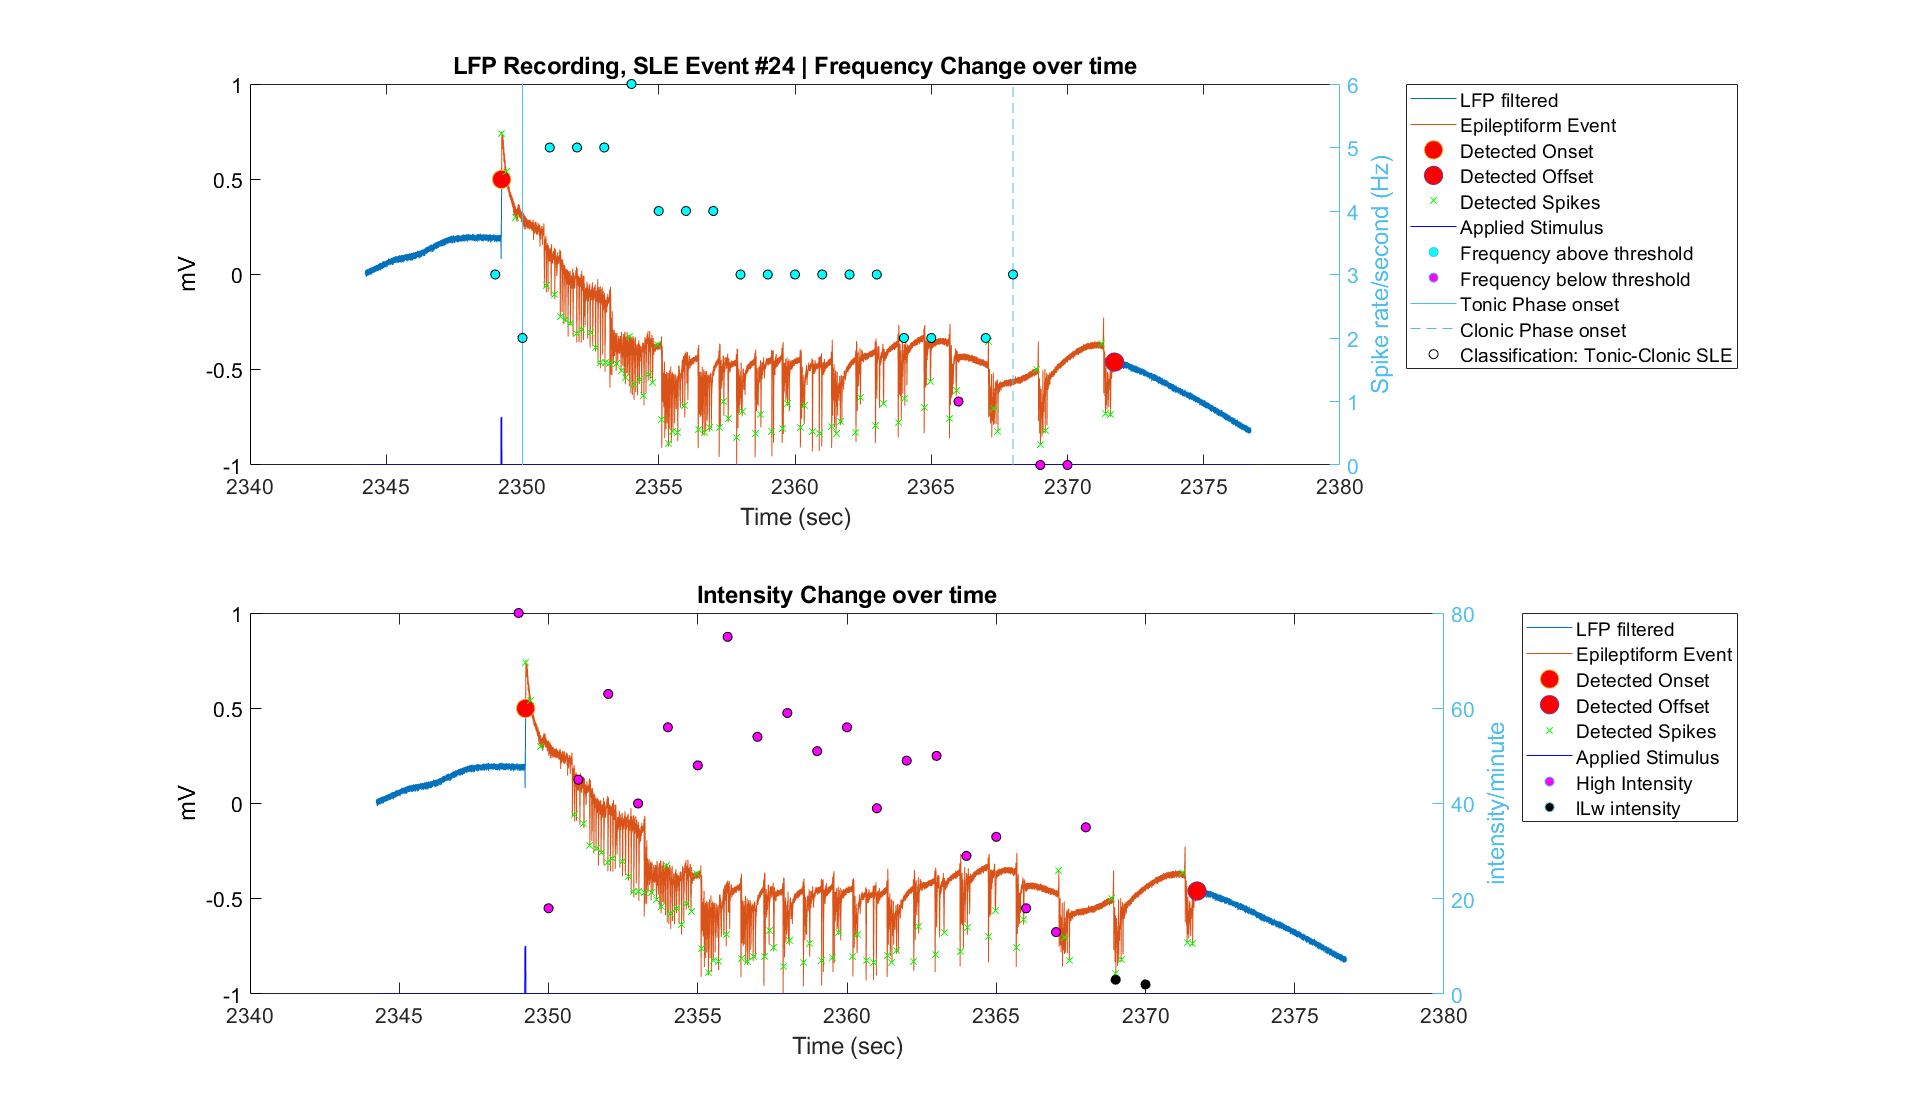 LFP Recording, SLE Event #24 | Frequency Change over time
1
0.5
0
-0.5
-1
mV
2340
2345
2350
2355
2360
2365
2370
2375
2380
Time (sec)
6
5
4
3
2
1
0
Spike rate/second (Hz)
LFP filtered
Epileptiform Event
Detected Onset
Detected Offset
Detected Spikes
Applied Stimulus
Frequency above threshold
Frequency below threshold
Tonic Phase onset
Clonic Phase onset
Classification: Tonic-Clonic SLE
Intensity Change over time
1
0.5
0
-0.5
-1
mV
2340
2345
2350
2355
2360
2365
2370
2375
2380
Time (sec)
80
60
40
20
0
intensity/minute
LFP filtered
Epileptiform Event
Detected Onset
Detected Offset
Detected Spikes
Applied Stimulus
High Intensity
lLw intensity